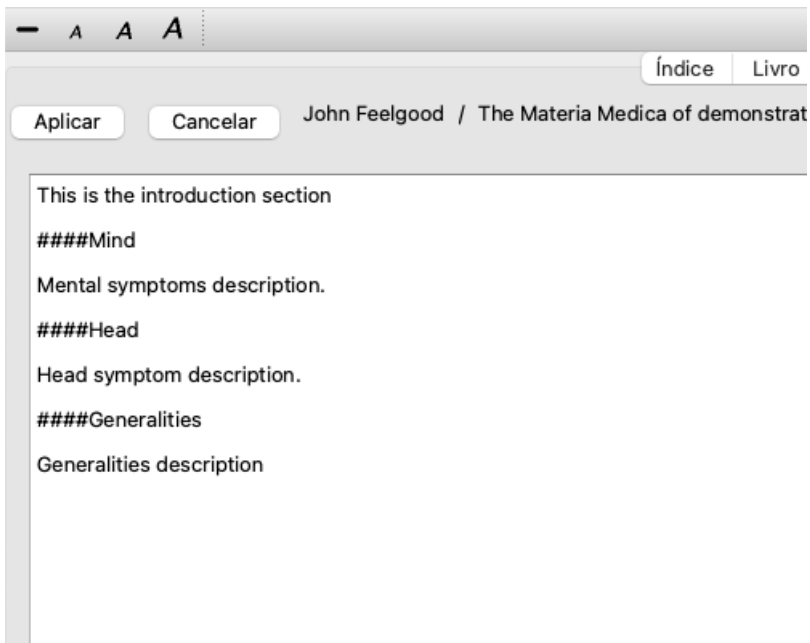 A A A
Índice Livro
Aplicar Cancelar John Feelgood / The Materia Medica of demonstrat
This is the introduction section
####Mind
Mental symptoms description.
####Head
Head symptom description.
####Generalities
Generalities description